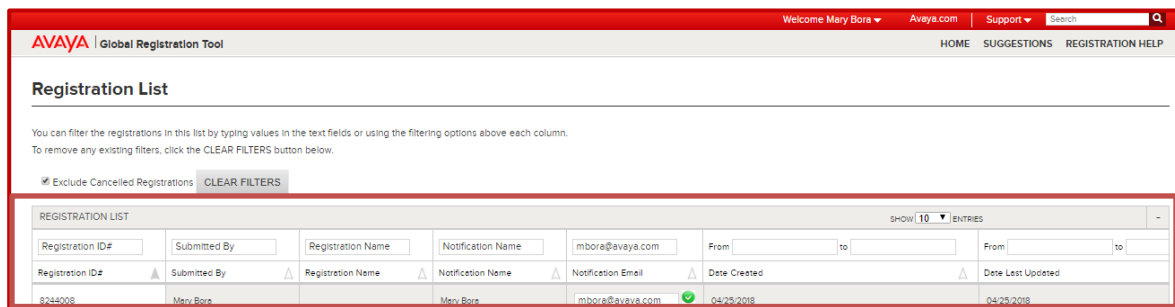 Welcome Mary Bora Avaya.com Support Search
AVAYA Global Registration Tool HOME SUGGESTIONS REGISTRATION HELP
Registration List
You can filter the registrations in this list by typing values in the text fields or using the filtering options above each column.
To remove any existing filters, click the CLEAR FILTERS button below.
Exclude Cancelled Registrations CLEAR FILTERS
REGISTRATION LIST SHOW 10 ENTRIES -
Registration ID# Submitted By Registration Name Notification Name mbora@avaya.com From to From to
Registration ID# Submitted By Registration Name Notification Name Notification Email Date Created Date Last Updated
8244008 Mary Bora Mary Bora mbora@avaya.com 04/25/2018 04/25/2018